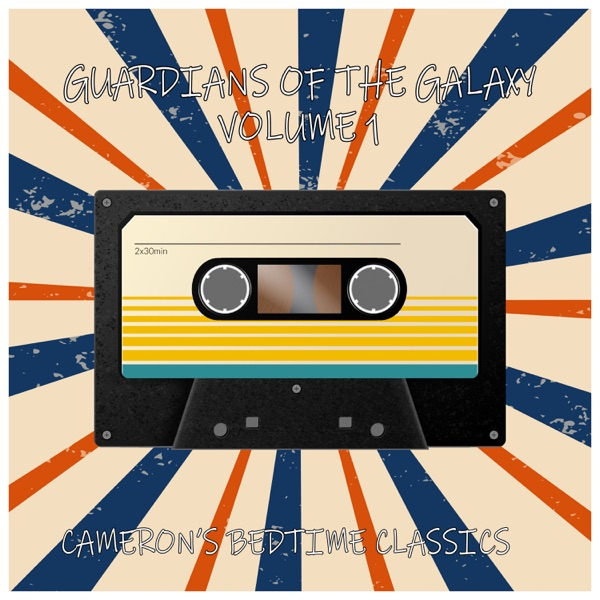 GUARDIANS OF THE GALAXY
VOLUME 1
2x30min
CAMERON'S BEDTIME CLASSICS